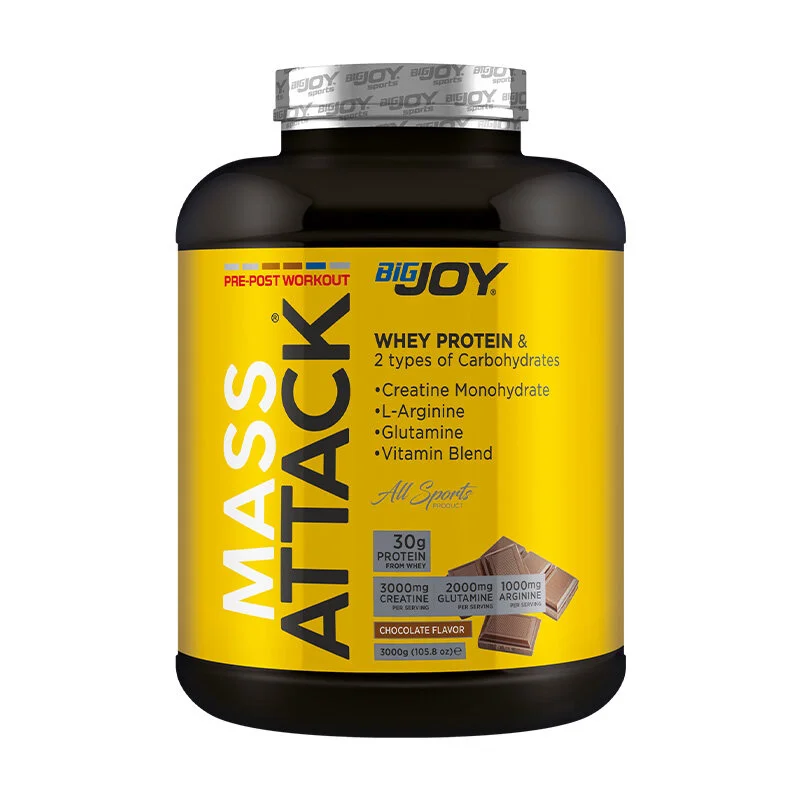 BiGJOY
sports
PRE-POST WORKOUT
MASS
ATTACK®
BiGJOY®
WHEY PROTEIN &
2 types of Carbohydrates
•Creatine Monohydrate
•L-Arginine
•Glutamine
•Vitamin Blend
All Sports
PRODUCT
30g
PROTEIN
FROM WHEY
3000mg
CREATINE
PER SERVING
2000mg
GLUTAMINE
PER SERVING
1000mg
ARGININE
PER SERVING
CHOCOLATE FLAVOR
3000g (105.8 oz)℮